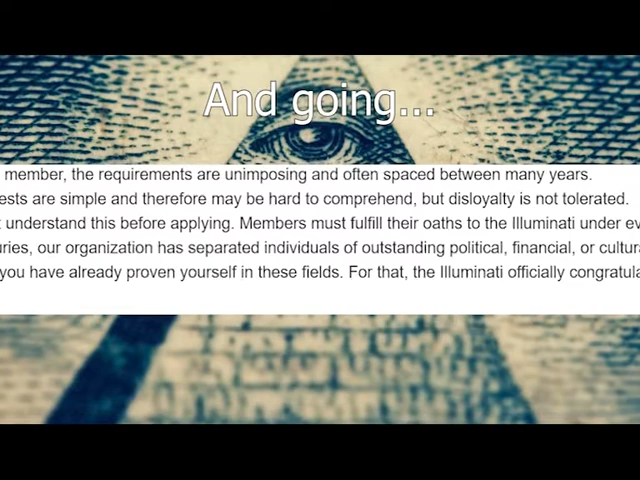 And going...
member, the requirements are unimposing and often spaced between many years.
ests are simple and therefore may be hard to comprehend, but disloyalty is not tolerated.
understand this before applying. Members must fulfill their oaths to the Illuminati under ev
uries, our organization has separated individuals of outstanding political, financial, or cultura
you have already proven yourself in these fields. For that, the Illuminati officially congratula